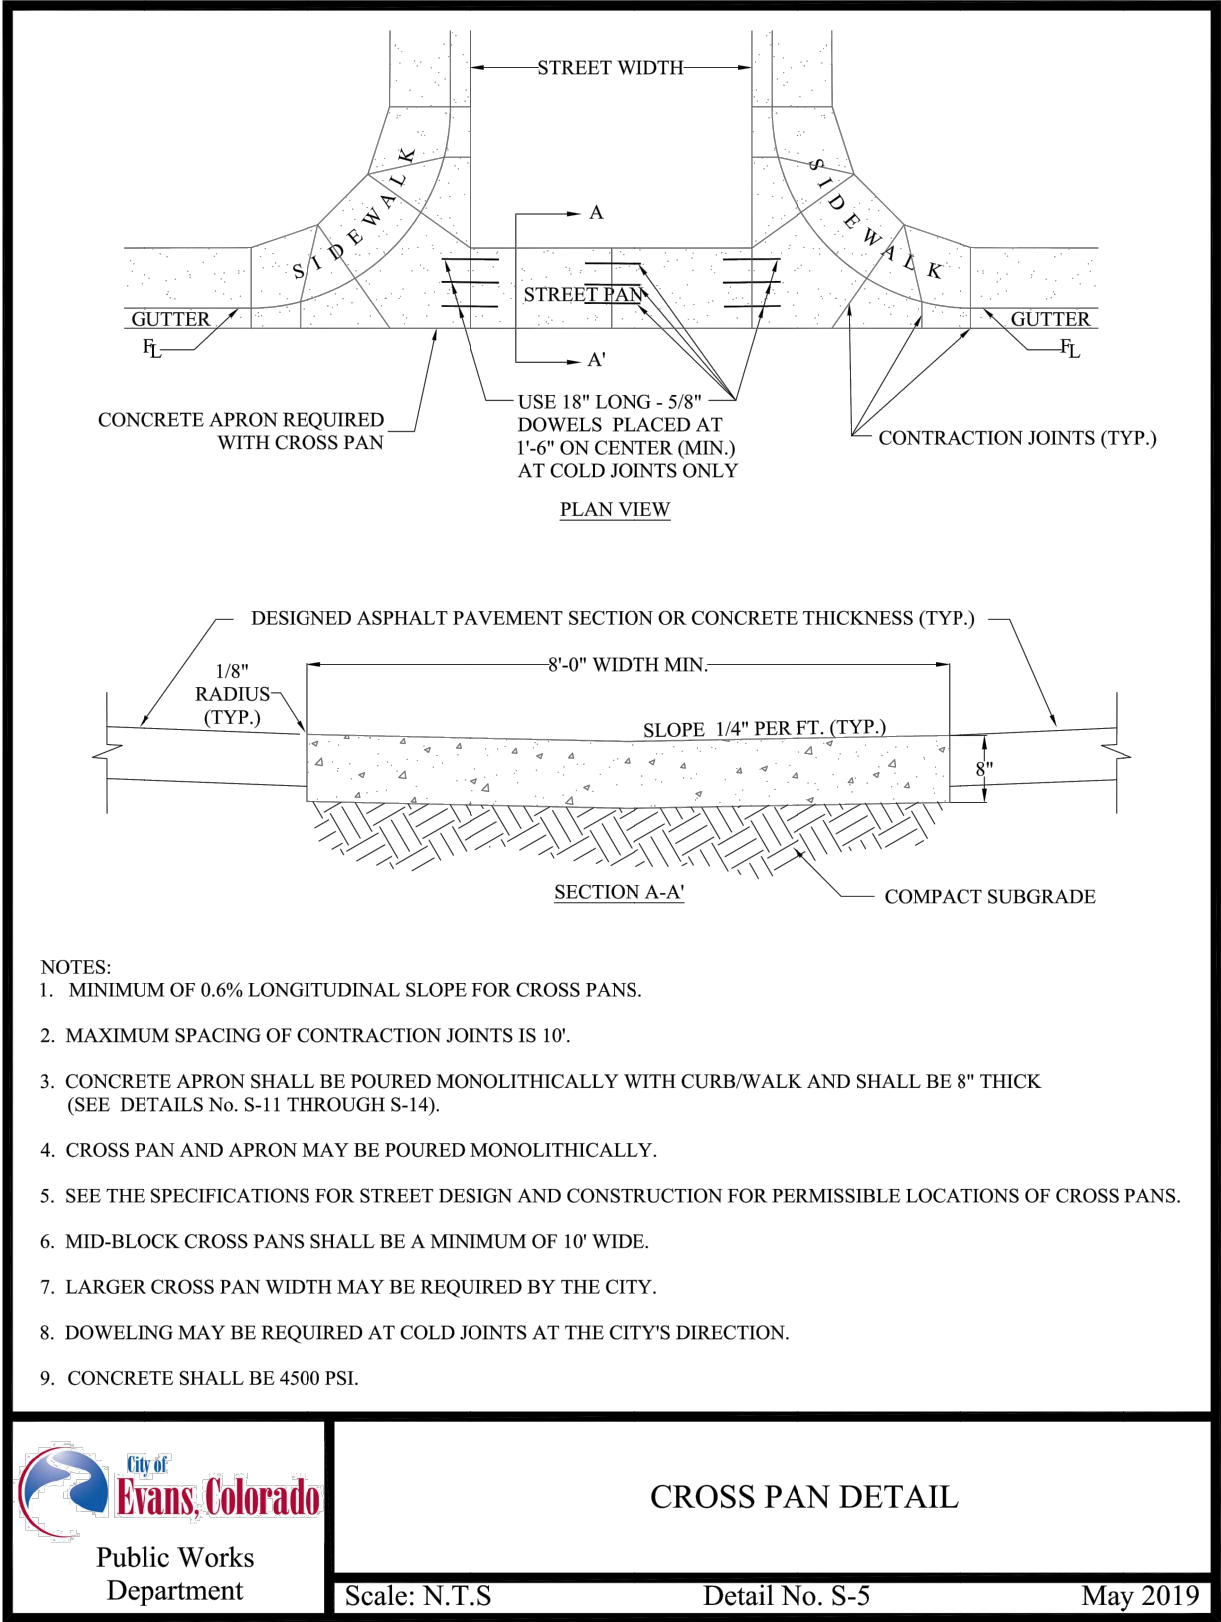 STREET WIDTH
SIDEWALK
SIDEWALK
A
STREET PAN
GUTTER
GUTTER
FL
FL
A'
USE 18" LONG - 5/8"
DOWELS PLACED AT
1'-6" ON CENTER (MIN.)
AT COLD JOINTS ONLY
CONCRETE APRON REQUIRED
WITH CROSS PAN
CONTRACTION JOINTS (TYP.)
PLAN VIEW
DESIGNED ASPHALT PAVEMENT SECTION OR CONCRETE THICKNESS (TYP.)
8'-0" WIDTH MIN.
1/8"
RADIUS
(TYP.)
SLOPE 1/4" PER FT. (TYP.)
8"
SECTION A-A'
COMPACT SUBGRADE
NOTES:
1. MINIMUM OF 0.6% LONGITUDINAL SLOPE FOR CROSS PANS.
2. MAXIMUM SPACING OF CONTRACTION JOINTS IS 10'.
3. CONCRETE APRON SHALL BE POURED MONOLITHICALLY WITH CURB/WALK AND SHALL BE 8" THICK
(SEE DETAILS No. S-11 THROUGH S-14).
4. CROSS PAN AND APRON MAY BE POURED MONOLITHICALLY.
5. SEE THE SPECIFICATIONS FOR STREET DESIGN AND CONSTRUCTION FOR PERMISSIBLE LOCATIONS OF CROSS PANS.
6. MID-BLOCK CROSS PANS SHALL BE A MINIMUM OF 10' WIDE.
7. LARGER CROSS PAN WIDTH MAY BE REQUIRED BY THE CITY.
8. DOWELING MAY BE REQUIRED AT COLD JOINTS AT THE CITY'S DIRECTION.
9. CONCRETE SHALL BE 4500 PSI.
City of
Evans, Colorado
Public Works
Department
CROSS PAN DETAIL
Scale: N.T.S
Detail No. S-5
May 2019